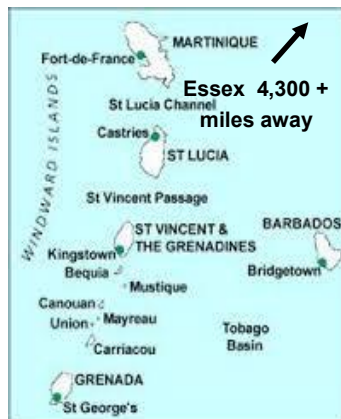 MARTINIQUE
Fort-de-France
Essex 4,300 +
miles away
St Lucia Channel
Castries
ST LUCIA
WINDWARD ISLANDS
St Vincent Passage
ST VINCENT &
THE GRENADINES
BARBADOS
Kingstown
Bequia
Bridgetown
Mustique
Canouan
Mayreau
Union
Tobago
Basin
Carriacou
GRENADA
St George's